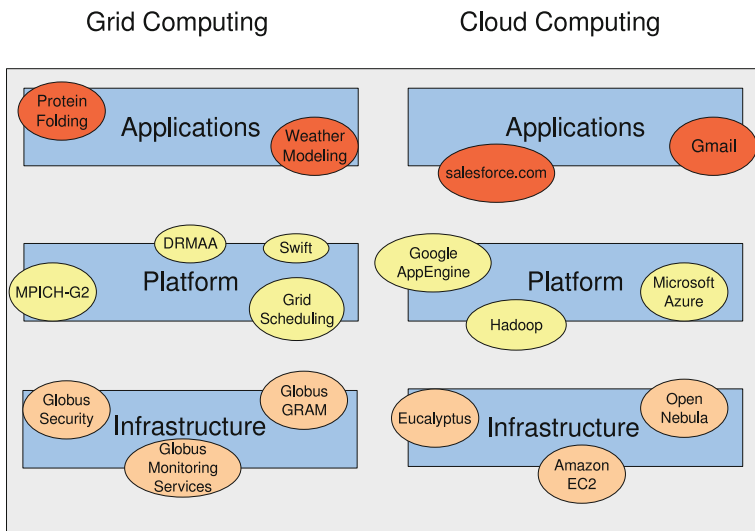 Grid Computing
Cloud Computing
Protein
Folding
Applications
Weather
Modeling
Applications
Gmail
salesforce.com
DRMAA
Swift
MPICH-G2
Platform
Grid
Scheduling
Google
AppEngine
Platform
Microsoft
Azure
Hadoop
Globus
Security
Globus
GRAM
Infrastructure
Globus
Monitoring
Services
Eucalyptus
Open
Nebula
Infrastructure
Amazon
EC2